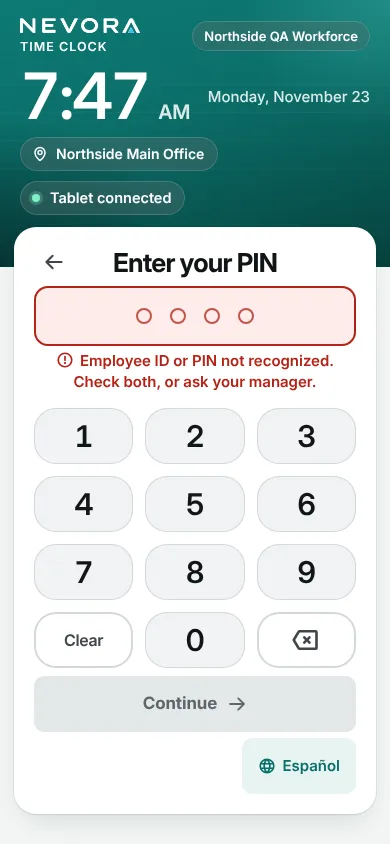 NEVORA
TIME CLOCK
Northside QA Workforce
7:47 AM
Monday, November 23
Northside Main Office
Tablet connected
Enter your PIN
Employee ID or PIN not recognized.
Check both, or ask your manager.
1 2 3
4 5 6
7 8 9
Clear 0
Continue
Español